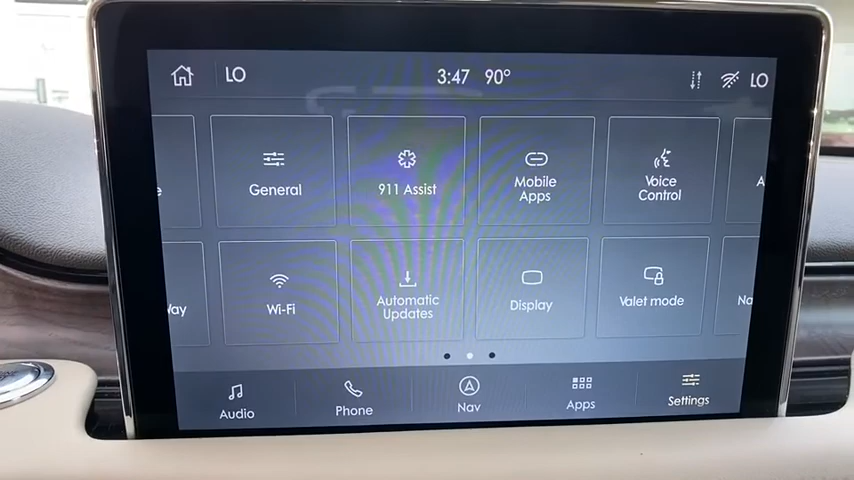 LO
3:47 90°
LO
General
911 Assist
Mobile
Apps
Voice
Control
Wi-Fi
Automatic
Updates
Display
Valet mode
Audio
Phone
Nav
Apps
Settings